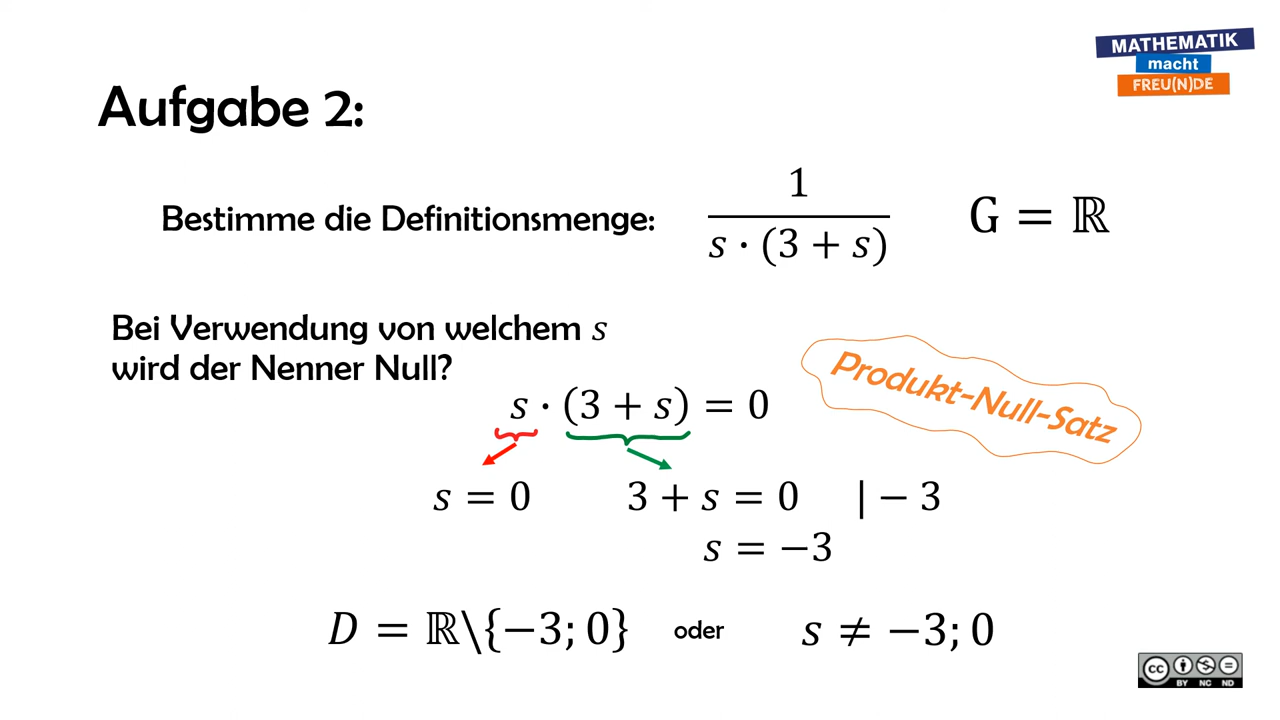 MATHEMATIK
macht
FREU(N)DE
Aufgabe 2:
Bestimme die Definitionsmenge: 1 / s · (3 + s) G = ℝ
Bei Verwendung von welchem s
wird der Nenner Null?
Produkt-Null-Satz
s · (3 + s) = 0
s = 0 3 + s = 0 | − 3
s = −3
D = ℝ\{−3; 0} oder s ≠ −3; 0
cc BY NC ND